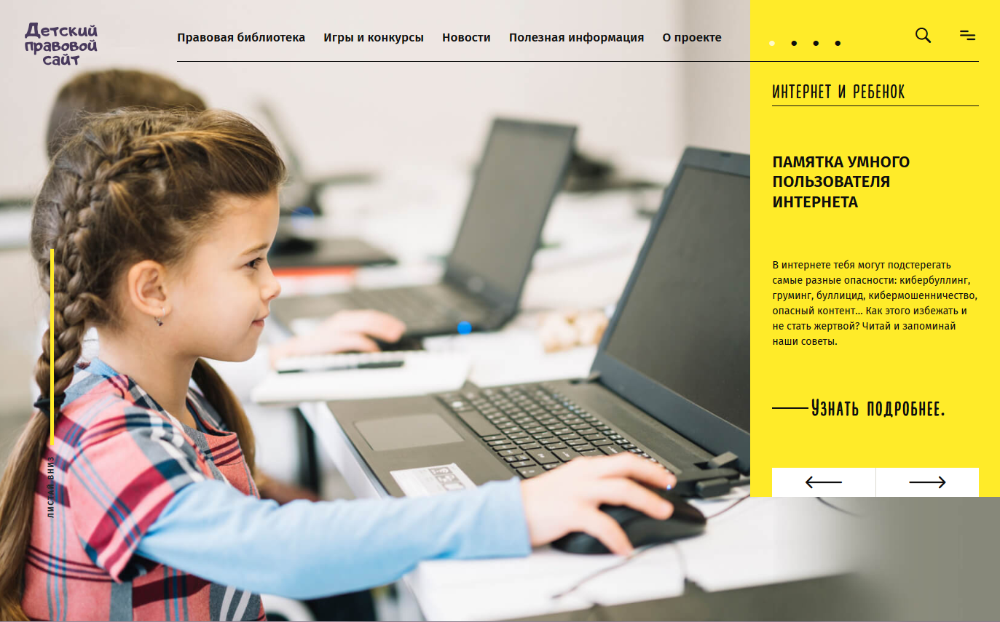 Детский
правовой
сайт
Правовая библиотека
Игры и конкурсы
Новости
Полезная информация
О проекте
ИНТЕРНЕТ И РЕБЕНОК
ПАМЯТКА УМНОГО
ПОЛЬЗОВАТЕЛЯ
ИНТЕРНЕТА
В интернете тебя могут подстерегать
самые разные опасности: кибербуллинг,
груминг, буллицид, кибермошенничество,
опасный контент... Как этого избежать и
не стать жертвой? Читай и запоминай
наши советы.
Узнать подробнее.
ЛИСТАЙ ВНИЗ